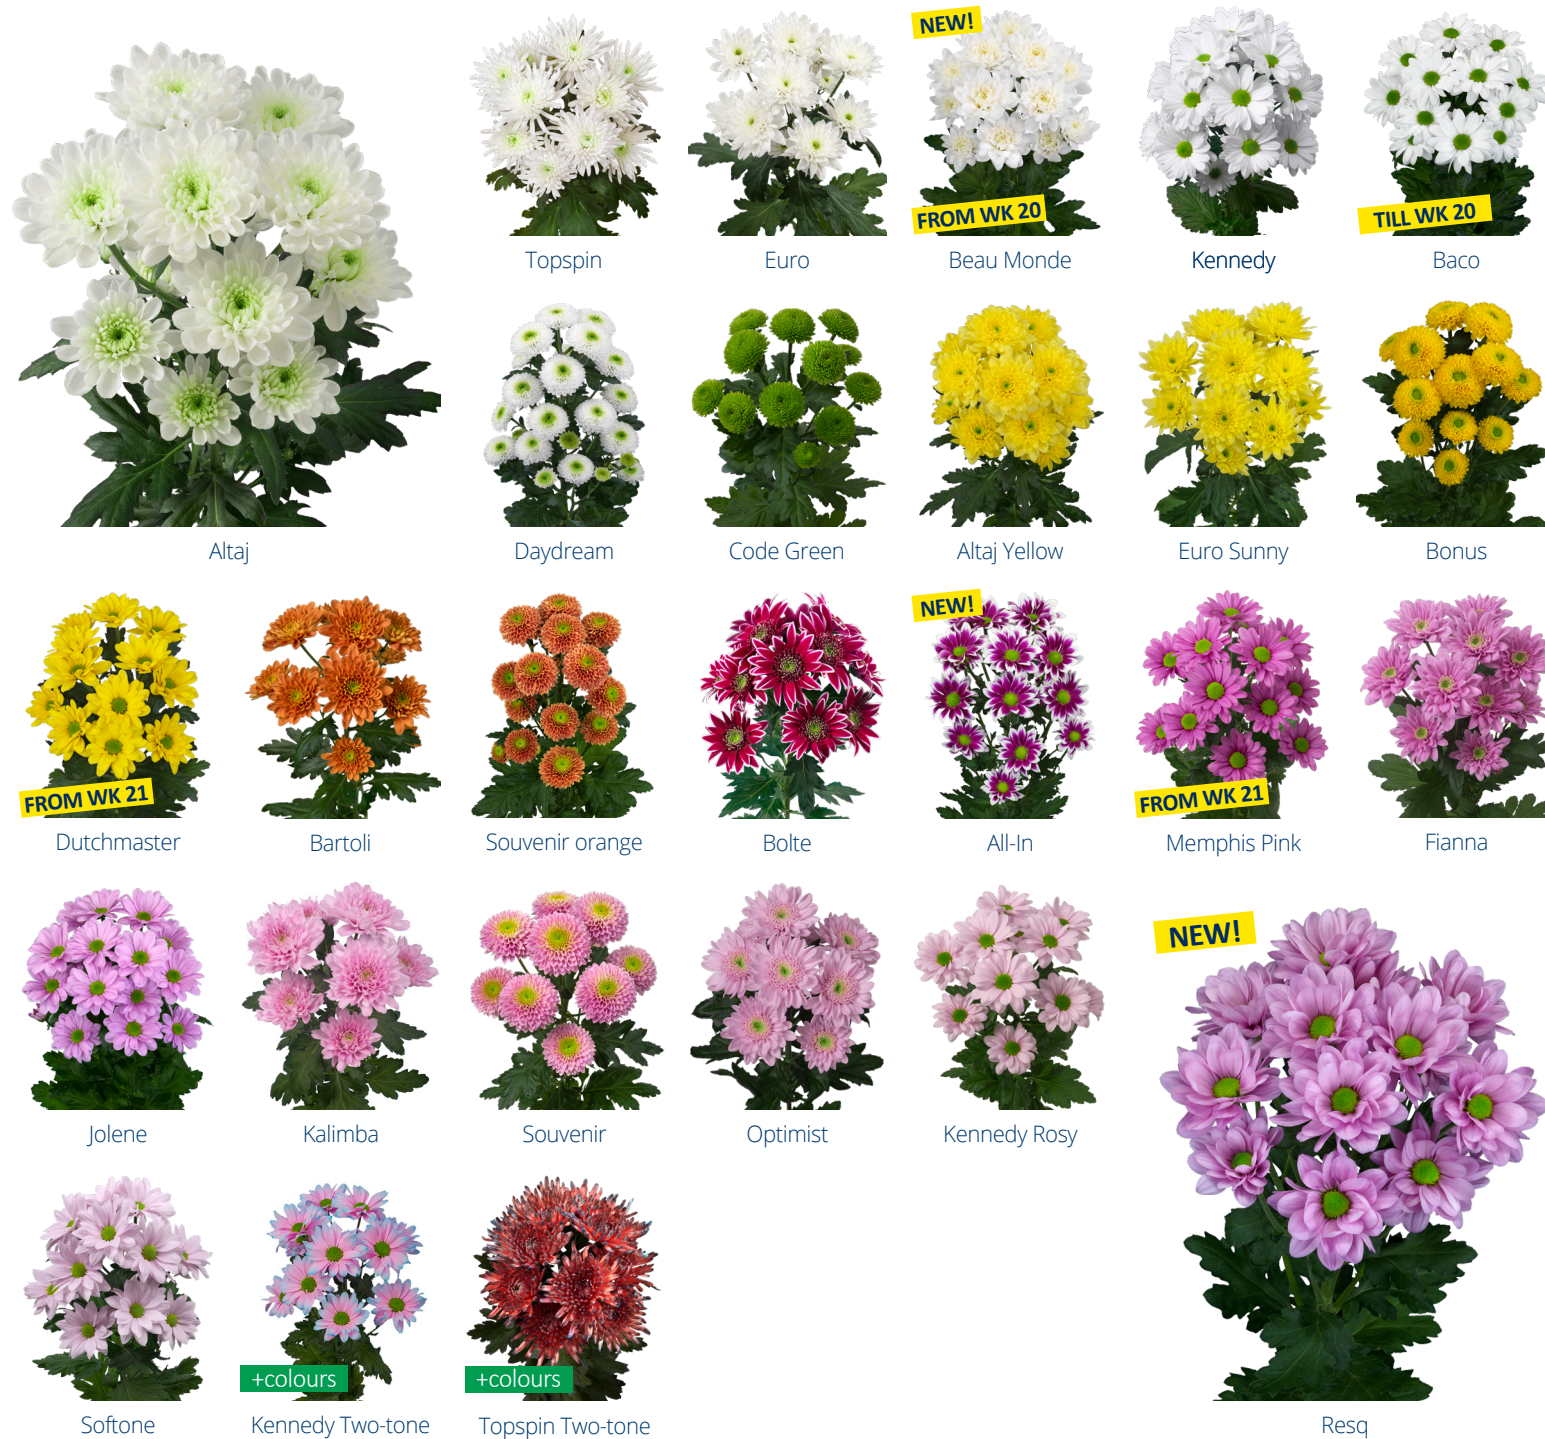 NEW!
FROM WK 20
TILL WK 20
Topspin
Euro
Beau Monde
Kennedy
Baco
Altaj
Daydream
Code Green
Altaj Yellow
Euro Sunny
Bonus
NEW!
FROM WK 21
FROM WK 21
Dutchmaster
Bartoli
Souvenir orange
Bolte
All-In
Memphis Pink
Fianna
NEW!
Jolene
Kalimba
Souvenir
Optimist
Kennedy Rosy
+colours
+colours
Softone
Kennedy Two-tone
Topspin Two-tone
Resq